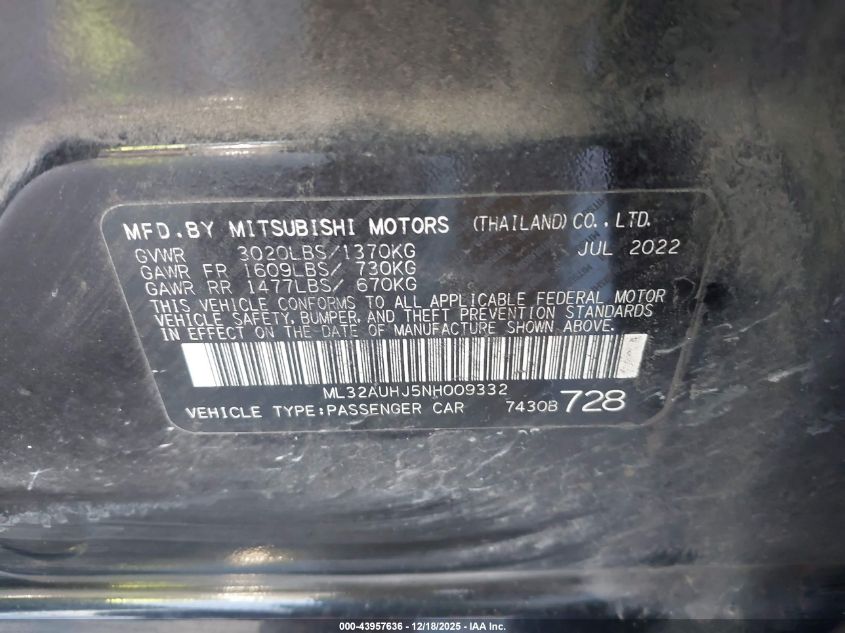 MFD.BY MITSUBISHI MOTORS (THAILAND) CO., LTD.
GVWR 3020LBS/1370KG JUL 2022
GAWR FR 1609LBS/ 730KG
GAWR RR 1477LBS/ 670KG
THIS VEHICLE CONFORMS TO ALL APPLICABLE FEDERAL MOTOR
VEHICLE SAFETY, BUMPER, AND THEFT PREVENTION STANDARDS
IN EFFECT ON THE DATE OF MANUFACTURE SHOWN ABOVE.
ML32AUHJ5NH009332
VEHICLE TYPE:PASSENGER CAR 7430B 728
000-43957636 - 12/18/2025 - IAA Inc.